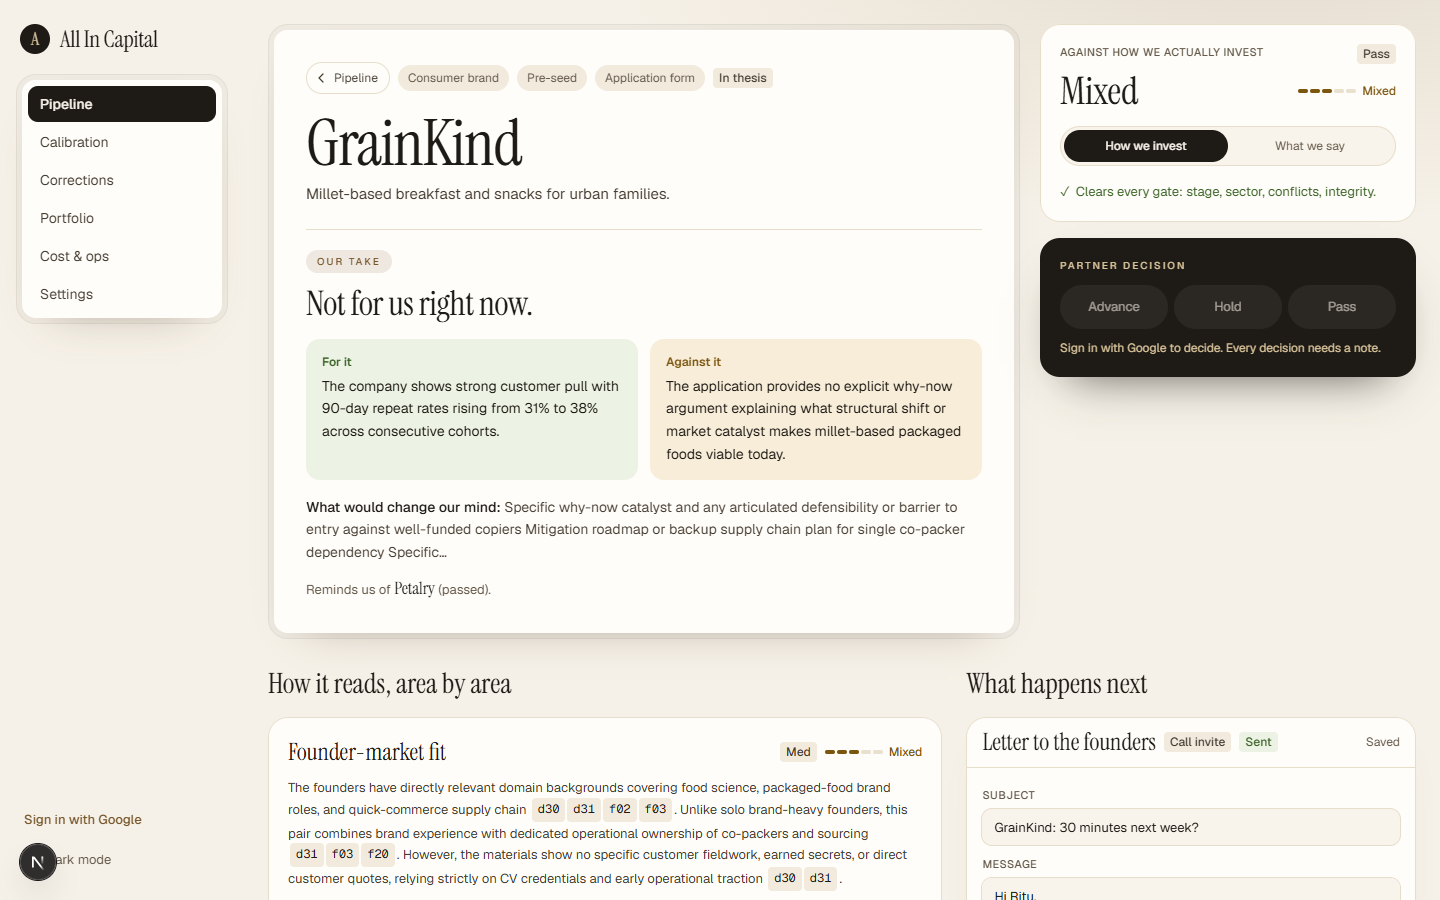 A All In Capital
Pipeline
Calibration
Corrections
Portfolio
Cost & ops
Settings
Sign in with Google
N ark mode
Pipeline Consumer brand Pre-seed Application form In thesis
GrainKind
Millet-based breakfast and snacks for urban families.
OUR TAKE
Not for us right now.
For it
The company shows strong customer pull with
90-day repeat rates rising from 31% to 38%
across consecutive cohorts.
Against it
The application provides no explicit why-now
argument explaining what structural shift or
market catalyst makes millet-based packaged
foods viable today.
What would change our mind: Specific why-now catalyst and any articulated defensibility or barrier to
entry against well-funded copiers Mitigation roadmap or backup supply chain plan for single co-packer
dependency Specific…
Reminds us of Petalry (passed).
AGAINST HOW WE ACTUALLY INVEST Pass
Mixed Mixed
How we invest What we say
✓ Clears every gate: stage, sector, conflicts, integrity.
PARTNER DECISION
Advance Hold Pass
Sign in with Google to decide. Every decision needs a note.
How it reads, area by area
Founder-market fit Med Mixed
The founders have directly relevant domain backgrounds covering food science, packaged-food brand
roles, and quick-commerce supply chain d30 d31 f02 f03 . Unlike solo brand-heavy founders, this
pair combines brand experience with dedicated operational ownership of co-packers and sourcing
d31 f03 f20 . However, the materials show no specific customer fieldwork, earned secrets, or direct
customer quotes, relying strictly on CV credentials and early operational traction d30 d31 .
What happens next
Letter to the founders Call invite Sent Saved
SUBJECT
GrainKind: 30 minutes next week?
MESSAGE
Hi Ritu,